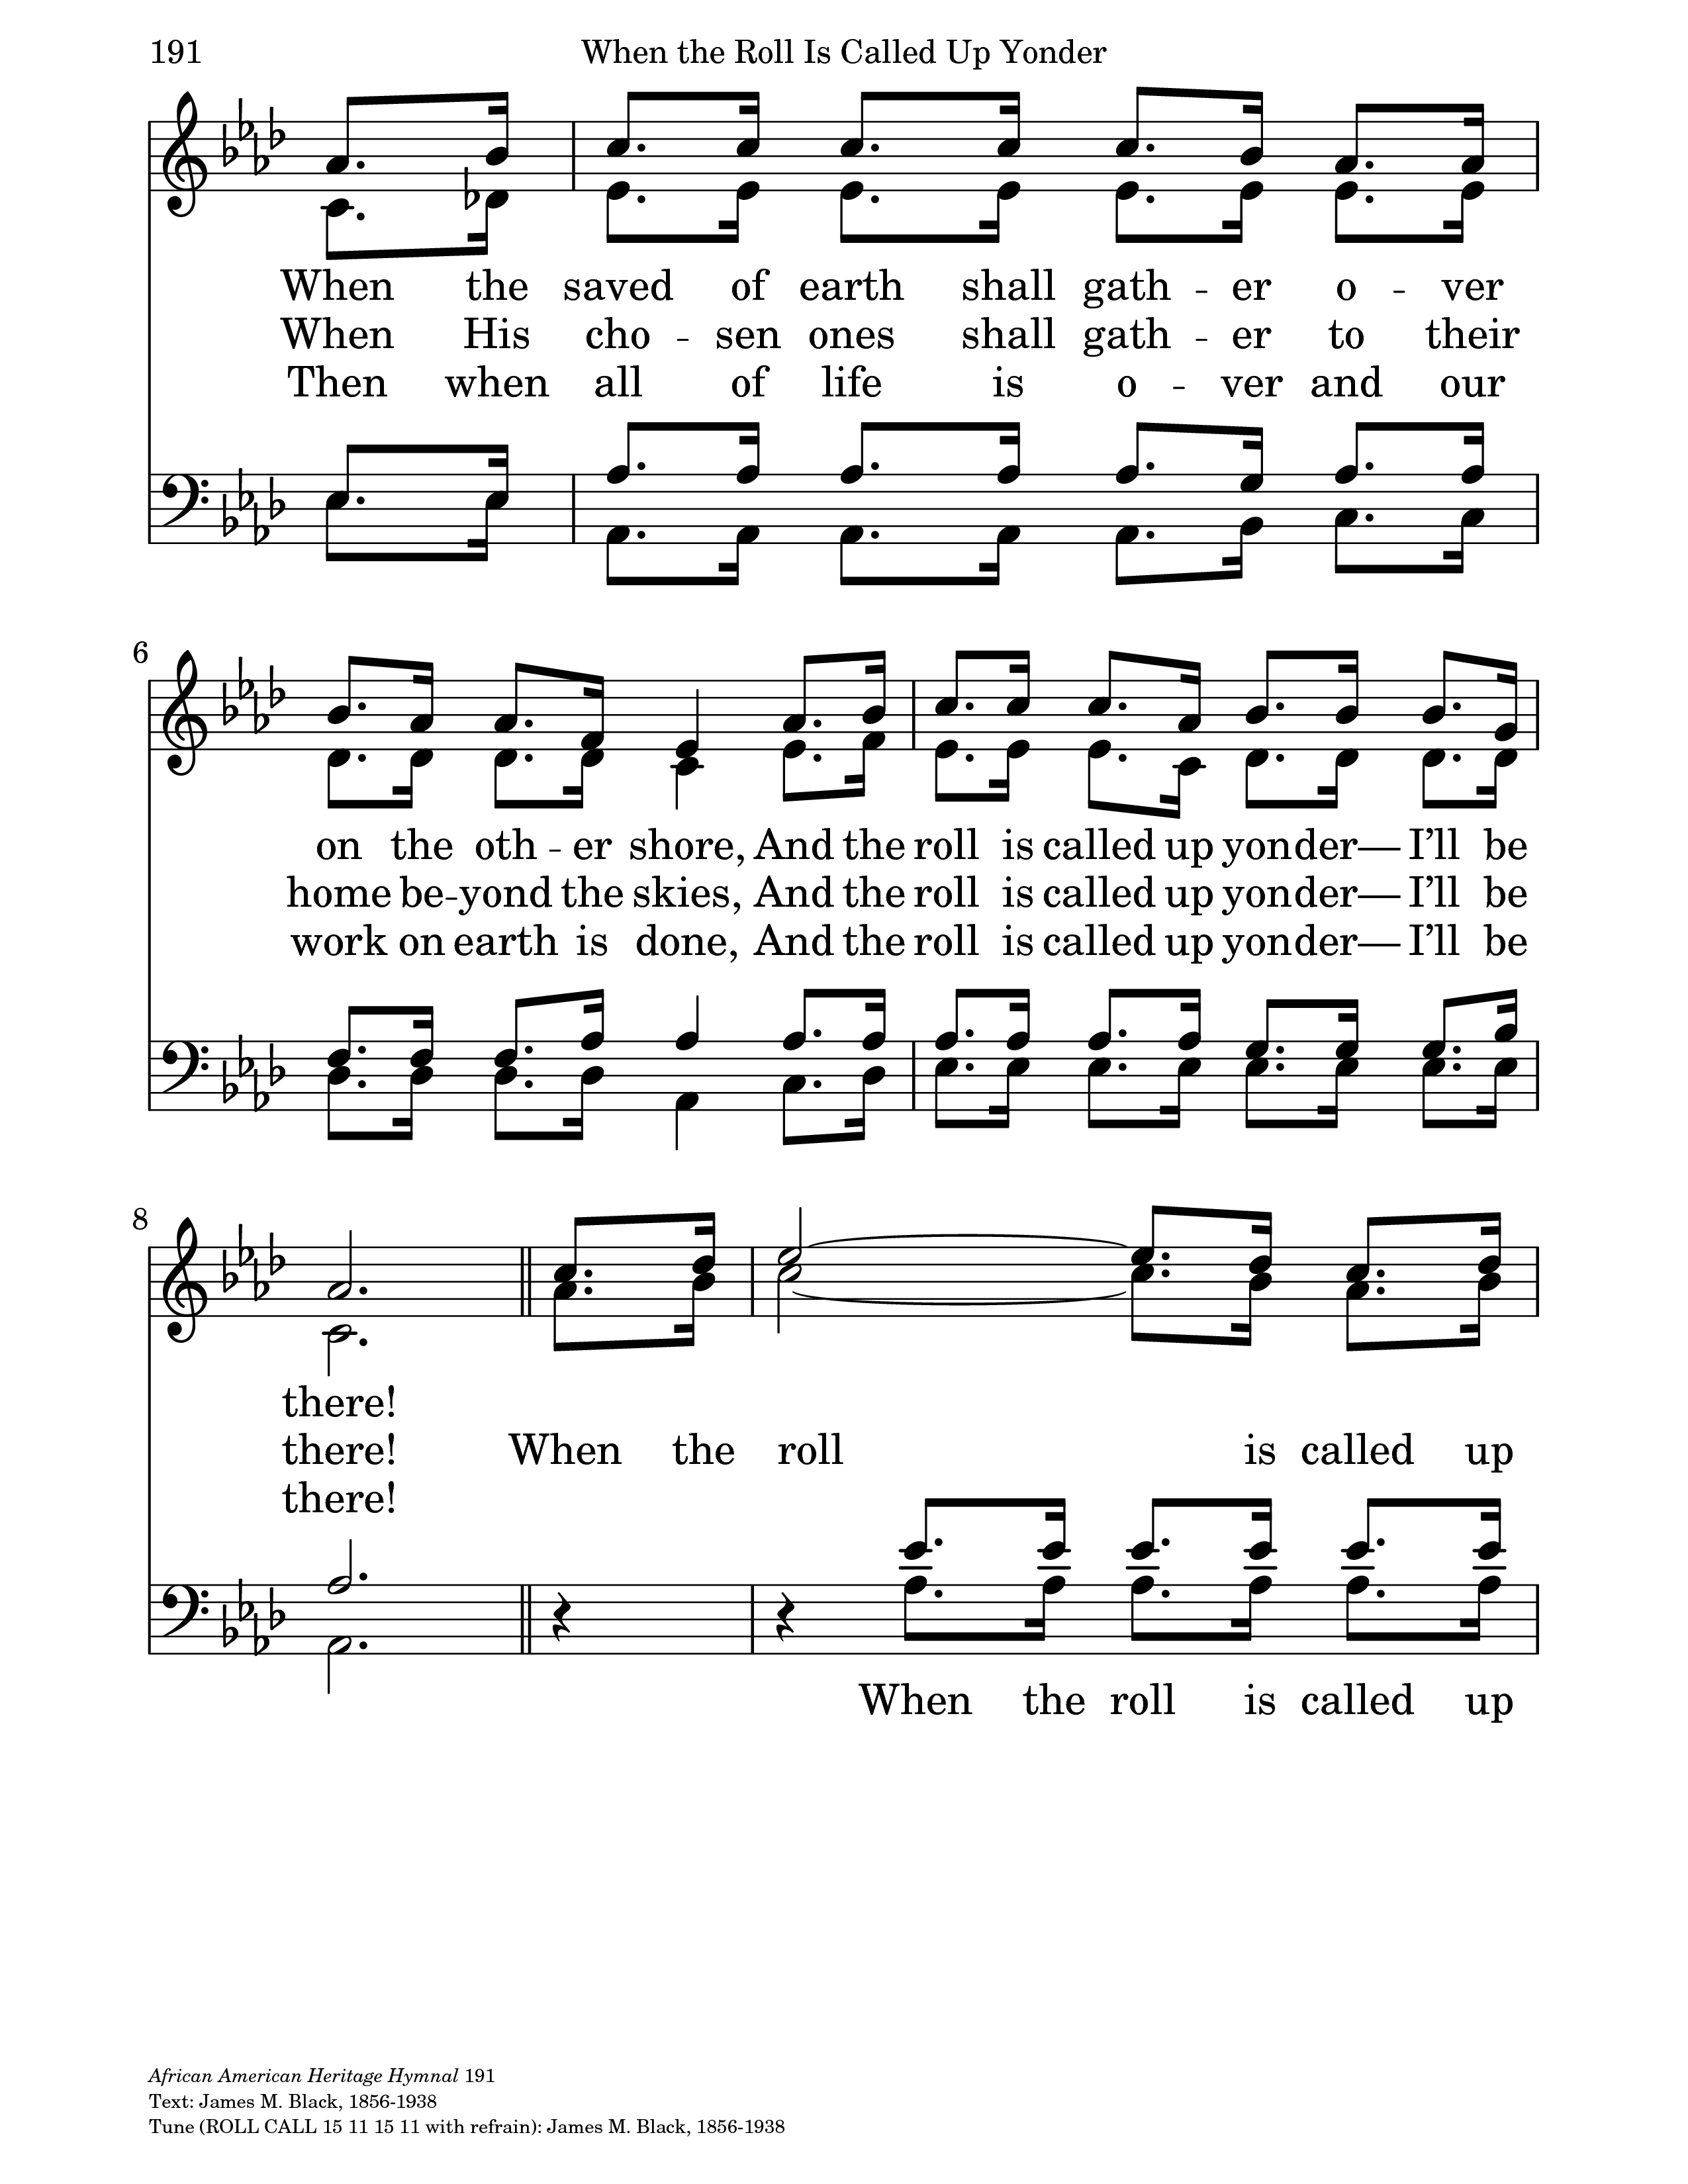 191 When the Roll Is Called Up Yonder
When the saved of earth shall gath - er o - ver
When His cho - sen ones shall gath - er to their
Then when all of life is o - ver and our
6
on the oth - er shore, And the roll is called up yonder— I’ll be
home be - yond the skies, And the roll is called up yonder— I’ll be
work on earth is done, And the roll is called up yonder— I’ll be
8
there!
there! When the roll is called up
there!
When the roll is called up
African American Heritage Hymnal 191
Text: James M. Black, 1856-1938
Tune (ROLL CALL 15 11 15 11 with refrain): James M. Black, 1856-1938